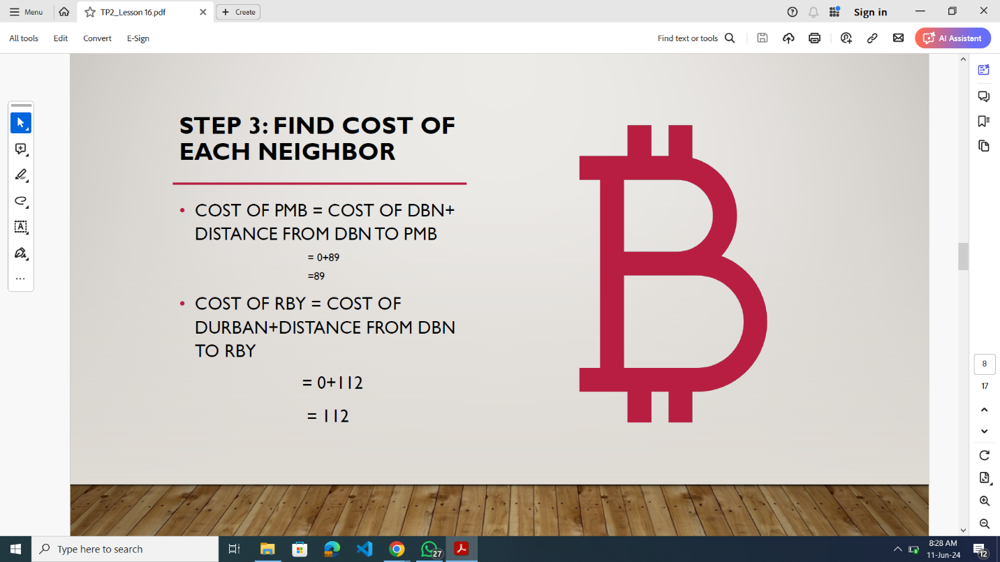 Menu
TP2_Lesson 16.pdf
Create
Sign in
All tools
Edit
Convert
E-Sign
Find text or tools
AI Assistant
STEP 3: FIND COST OF
EACH NEIGHBOR
• COST OF PMB = COST OF DBN+
DISTANCE FROM DBN TO PMB
= 0+89
=89
• COST OF RBY = COST OF
DURBAN+DISTANCE FROM DBN
TO RBY
= 0+112
= 112
8
17
Type here to search
27
8:28 AM
11-Jun-24
12